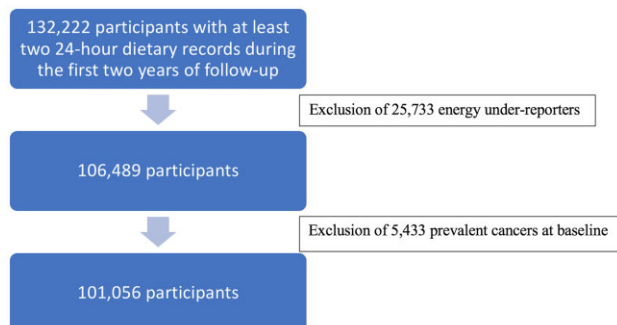 132,222 participants with at least
two 24-hour dietary records during
the first two years of follow-up
Exclusion of 25,733 energy under-reporters
106,489 participants
Exclusion of 5,433 prevalent cancers at baseline
101,056 participants